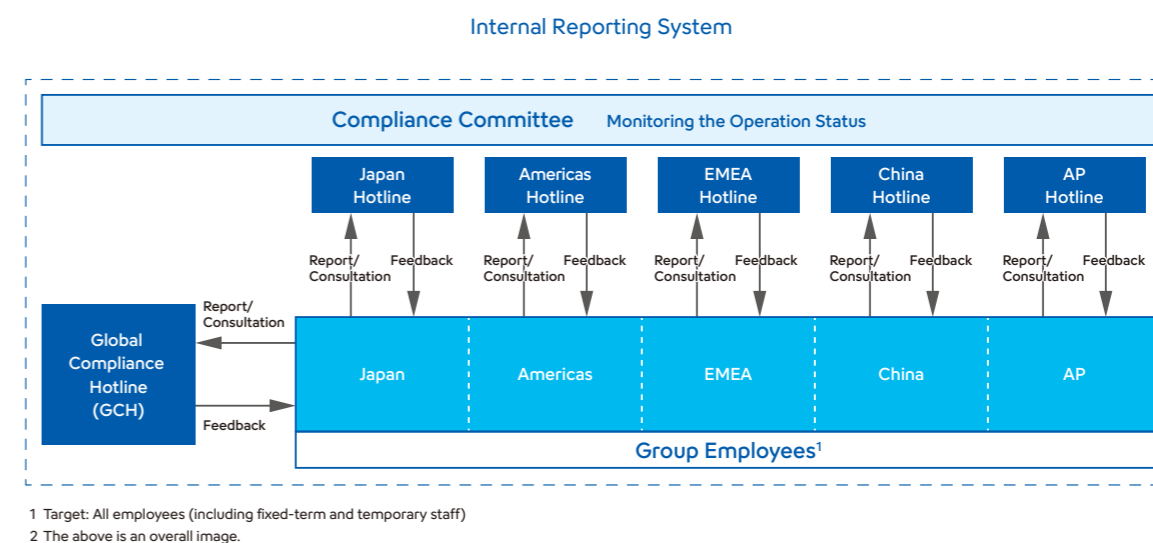 Internal Reporting System
Compliance Committee Monitoring the Operation Status
Japan
Hotline
Americas
Hotline
EMEA
Hotline
China
Hotline
AP
Hotline
Report/
Consultation
Feedback
Report/
Consultation
Feedback
Report/
Consultation
Feedback
Report/
Consultation
Feedback
Report/
Consultation
Feedback
Global
Compliance
Hotline
(GCH)
Report/
Consultation
Feedback
Japan
Americas
EMEA
China
AP
Group Employees¹
1 Target: All employees (including fixed-term and temporary staff)
2 The above is an overall image.